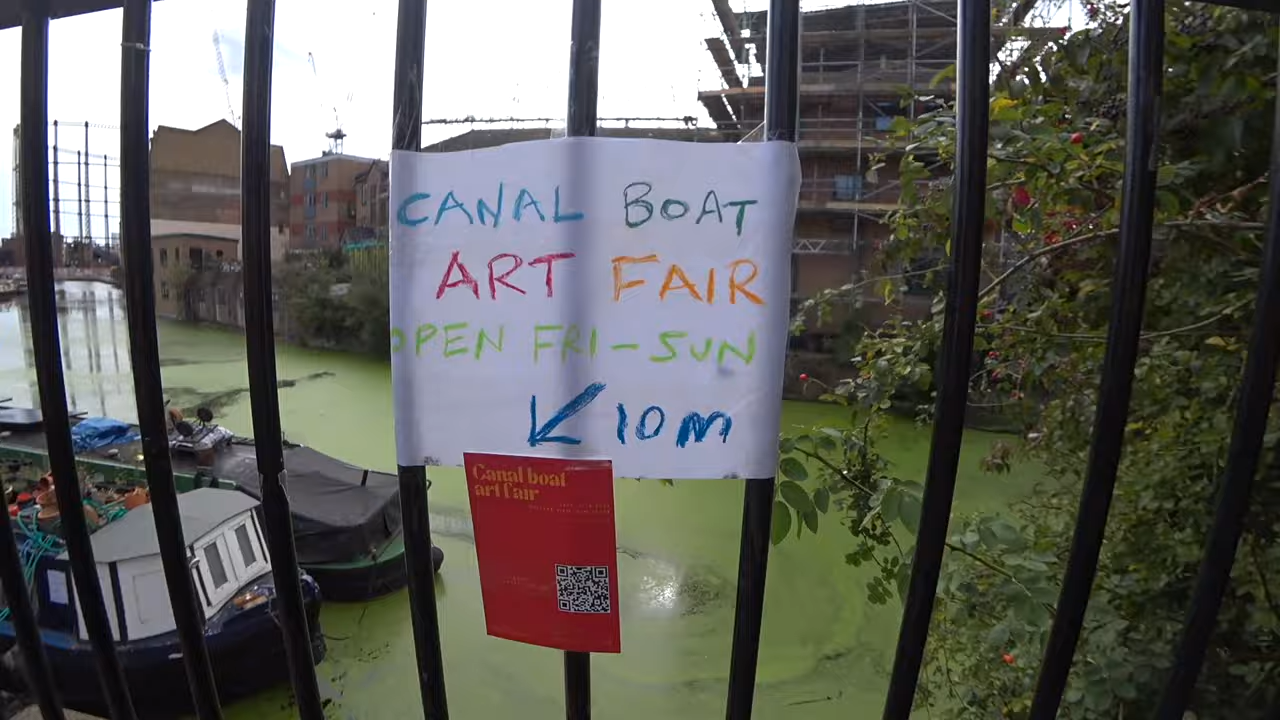 CANAL BOAT
ART FAIR
OPEN FRI-SUN
↙ 10m
Canal boat
art fair